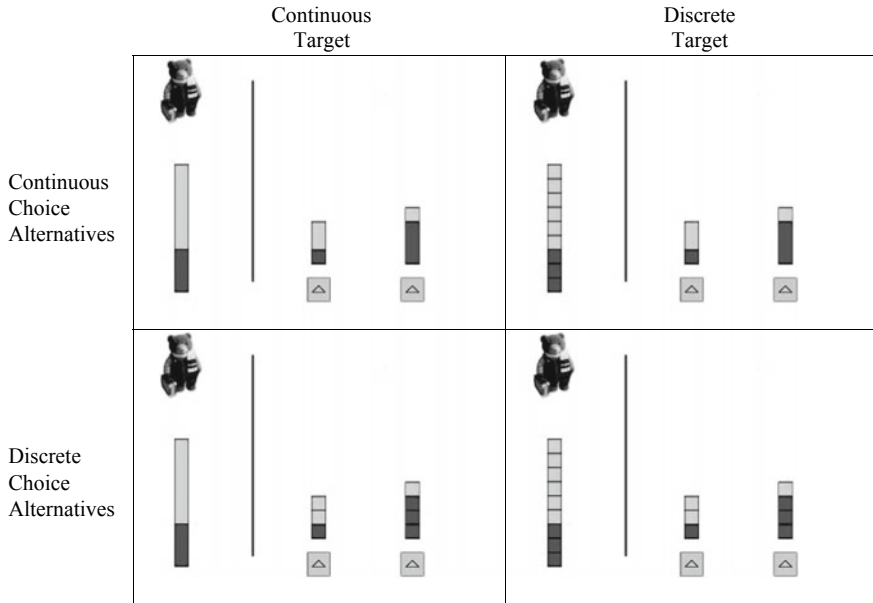 Continuous
Target
Discrete
Target
Continuous
Choice
Alternatives
Discrete
Choice
Alternatives